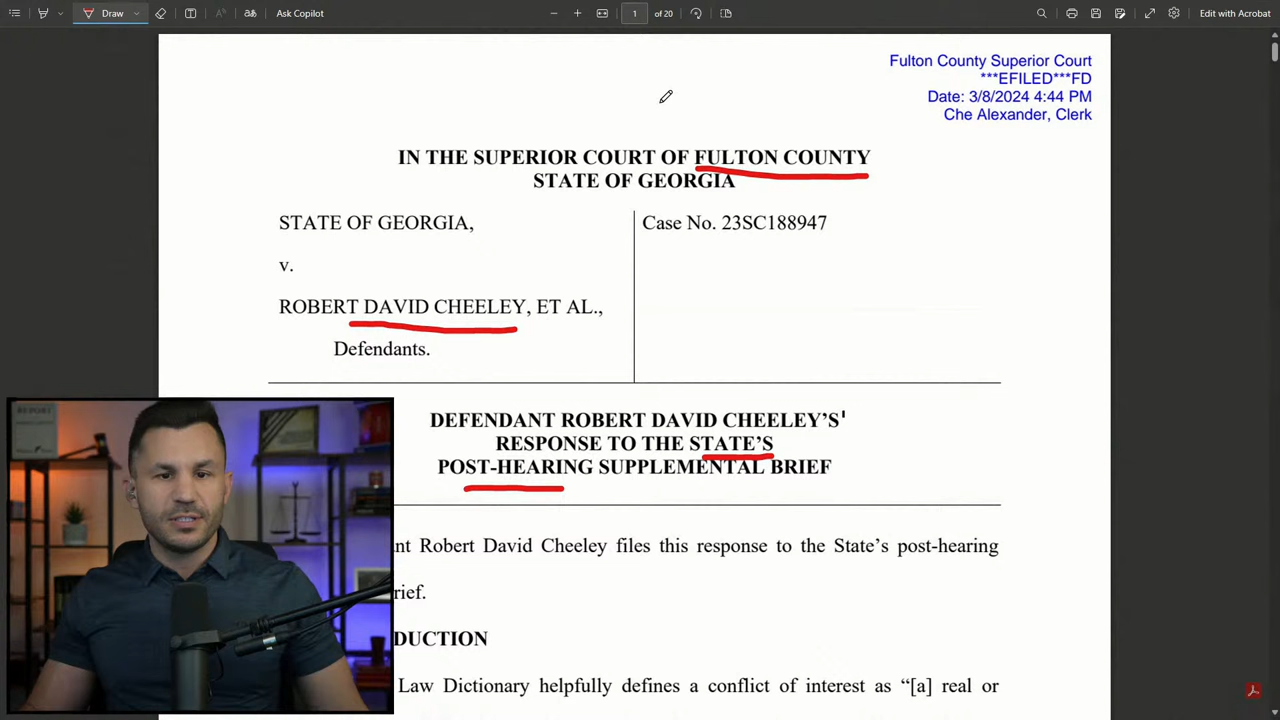 Draw
Ask Copilot
1 of 20
Edit with Acrobat
Fulton County Superior Court
***EFILED***FD
Date: 3/8/2024 4:44 PM
Che Alexander, Clerk
IN THE SUPERIOR COURT OF FULTON COUNTY
STATE OF GEORGIA
STATE OF GEORGIA,
v.
ROBERT DAVID CHEELEY, ET AL.,
Defendants.
Case No. 23SC188947
DEFENDANT ROBERT DAVID CHEELEY'S
RESPONSE TO THE STATE'S
POST-HEARING SUPPLEMENTAL BRIEF
Robert David Cheeley files this response to the State's post-hearing
Law Dictionary helpfully defines a conflict of interest as “[a] real or
REPORT